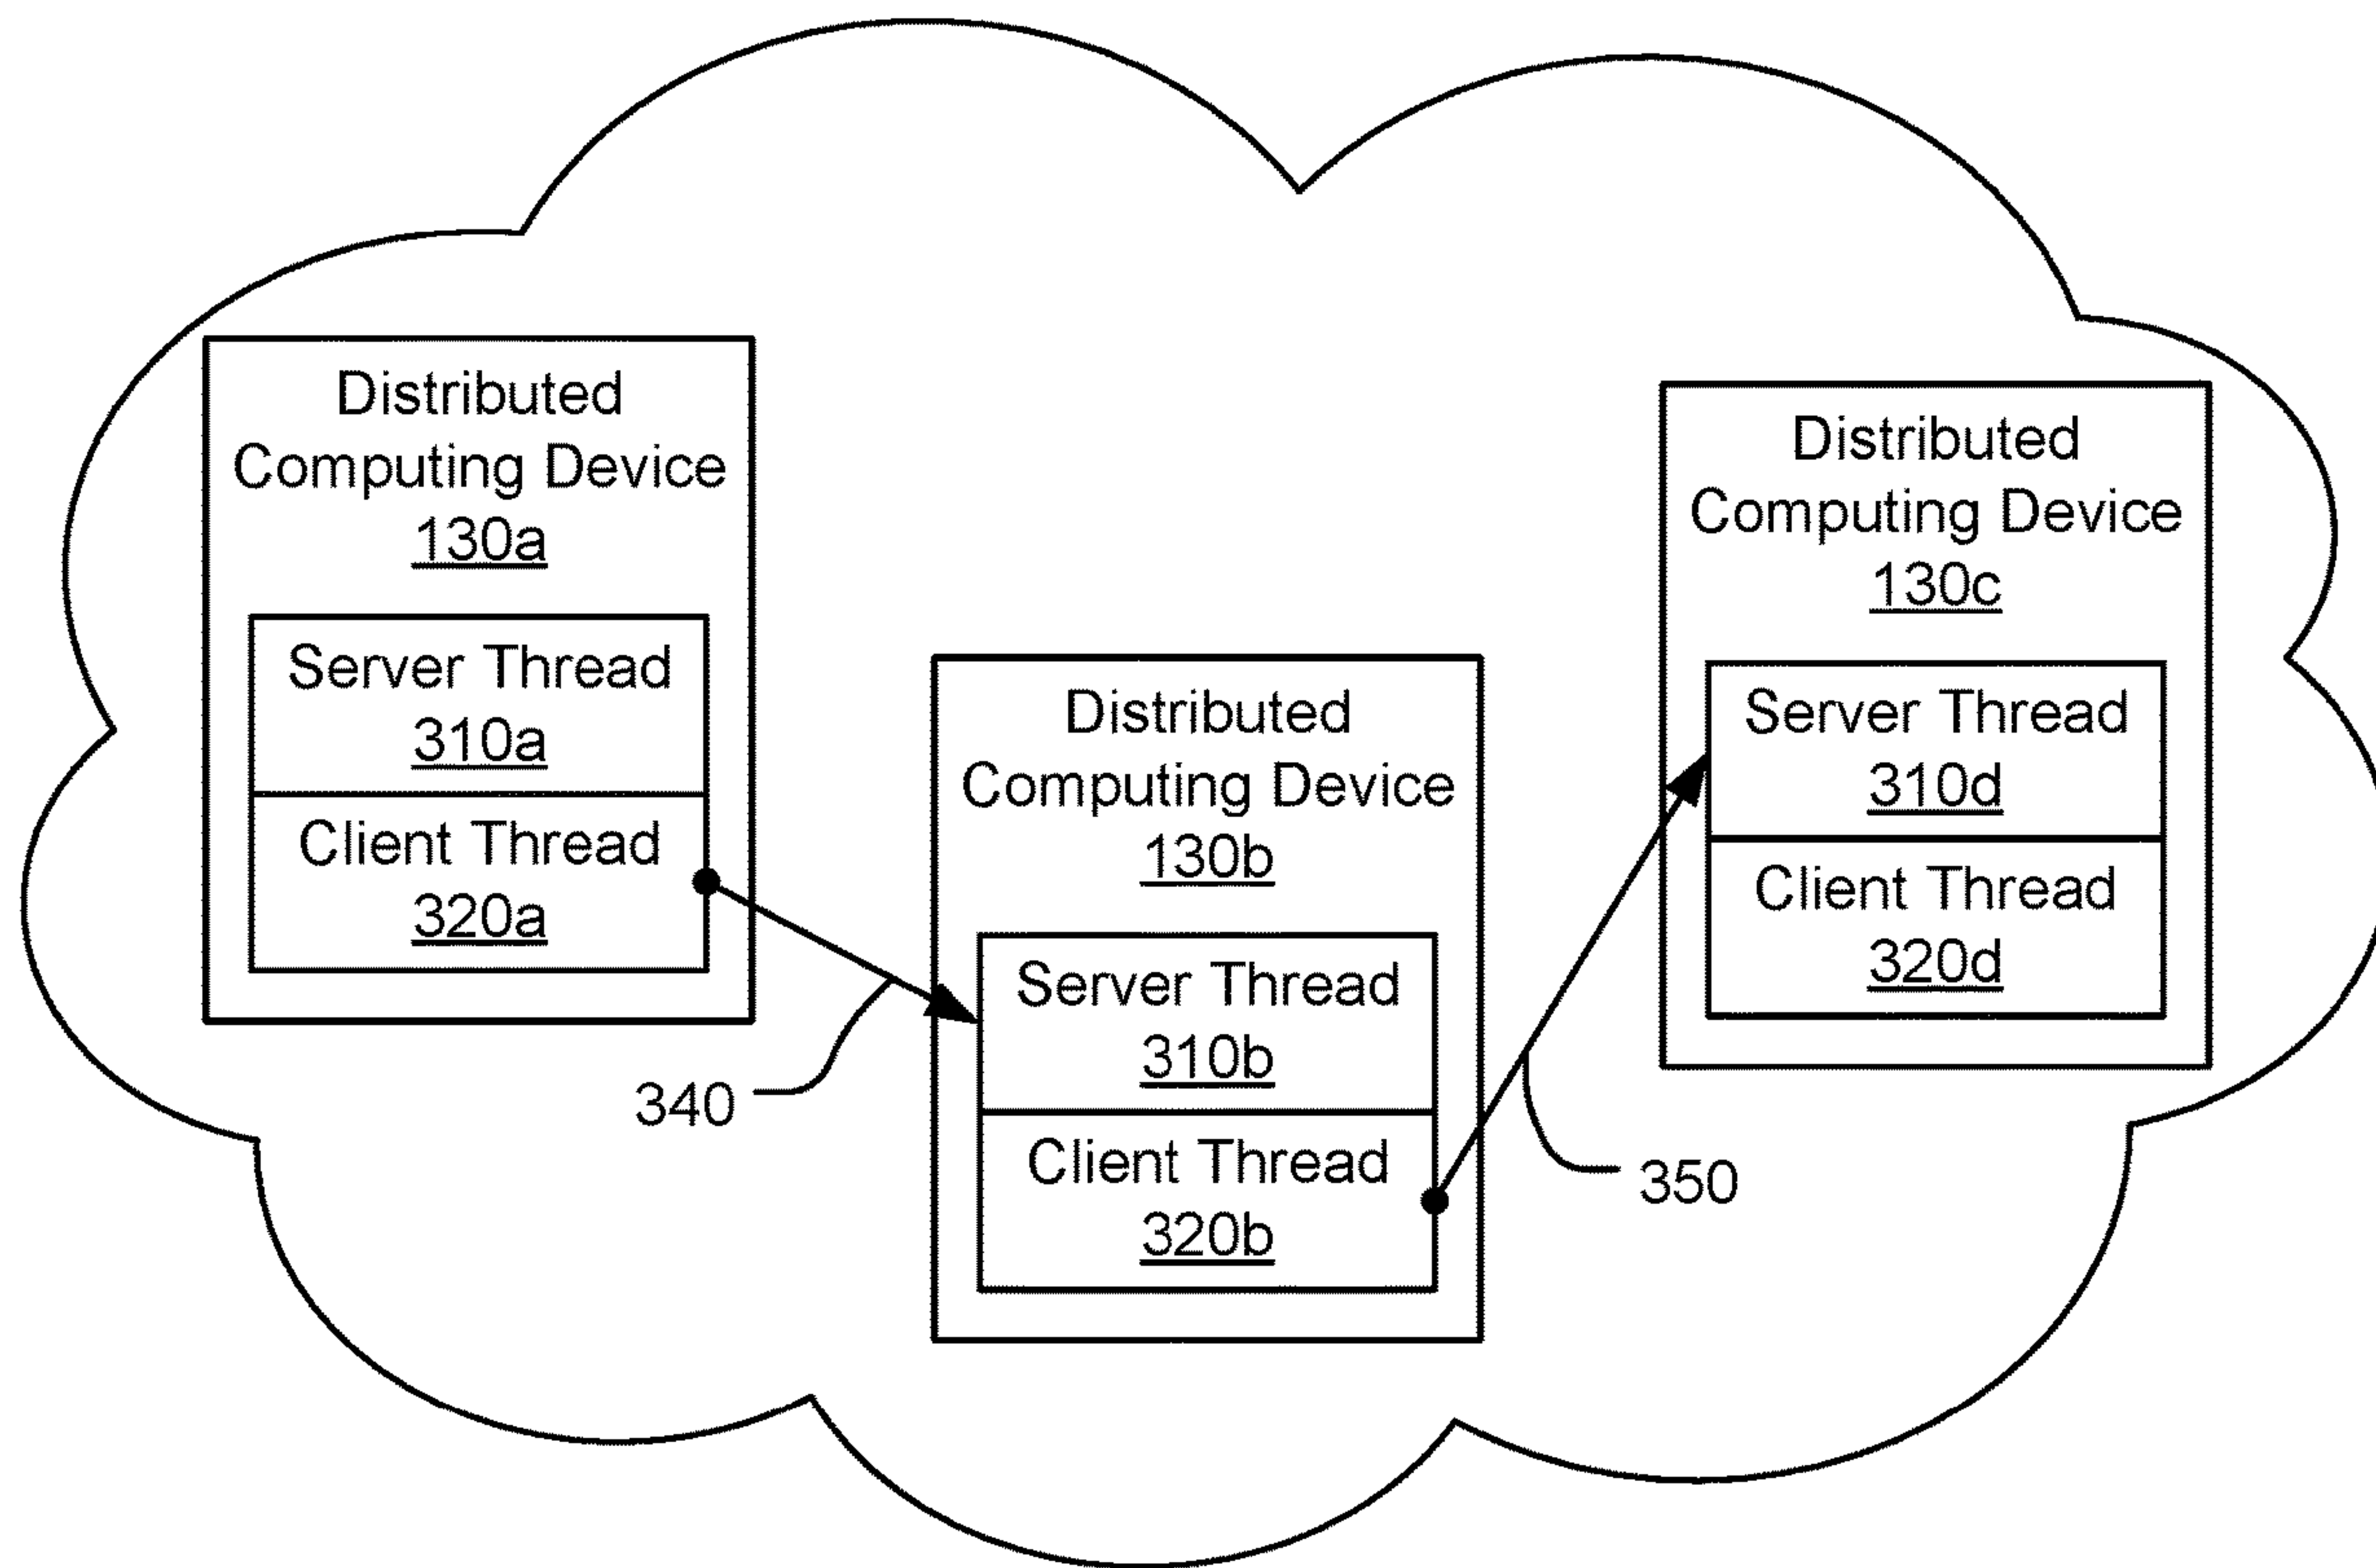 Distributed
Computing Device
130a
Server Thread
310a
Client Thread
320a
340
Distributed
Computing Device
130b
Server Thread
310b
Client Thread
320b
350
Distributed
Computing Device
130c
Server Thread
310d
Client Thread
320d